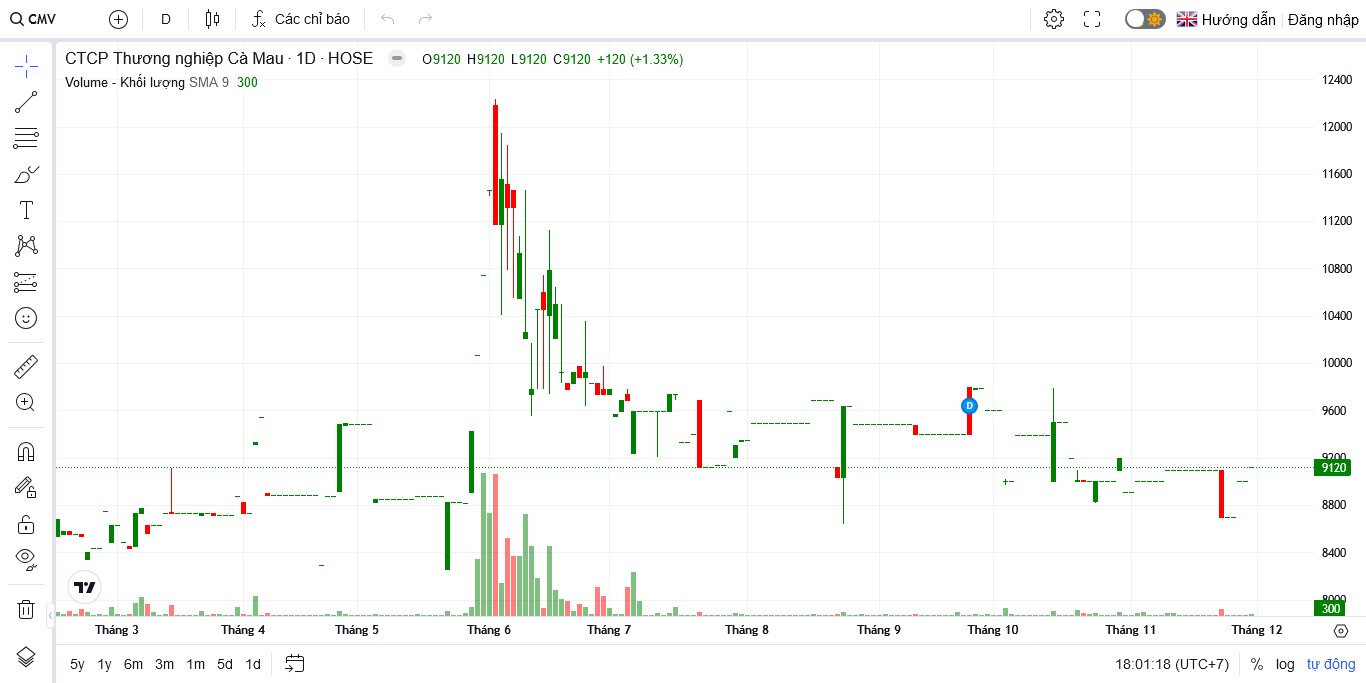 CMV D Các chỉ báo Hướng dẫn Đăng nhập
CTCP Thương nghiệp Cà Mau · 1D · HOSE O9120 H9120 L9120 C9120 +120 (+1.33%)
Volume - Khối lượng SMA 9 300
12400
12000
11600
11200
10800
10400
10000
9600
9200
9120
8800
8400
8000
300
D
Tháng 3 Tháng 4 Tháng 5 Tháng 6 Tháng 7 Tháng 8 Tháng 9 Tháng 10 Tháng 11 Tháng 12
5y 1y 6m 3m 1m 5d 1d 18:01:18 (UTC+7) % log tự động